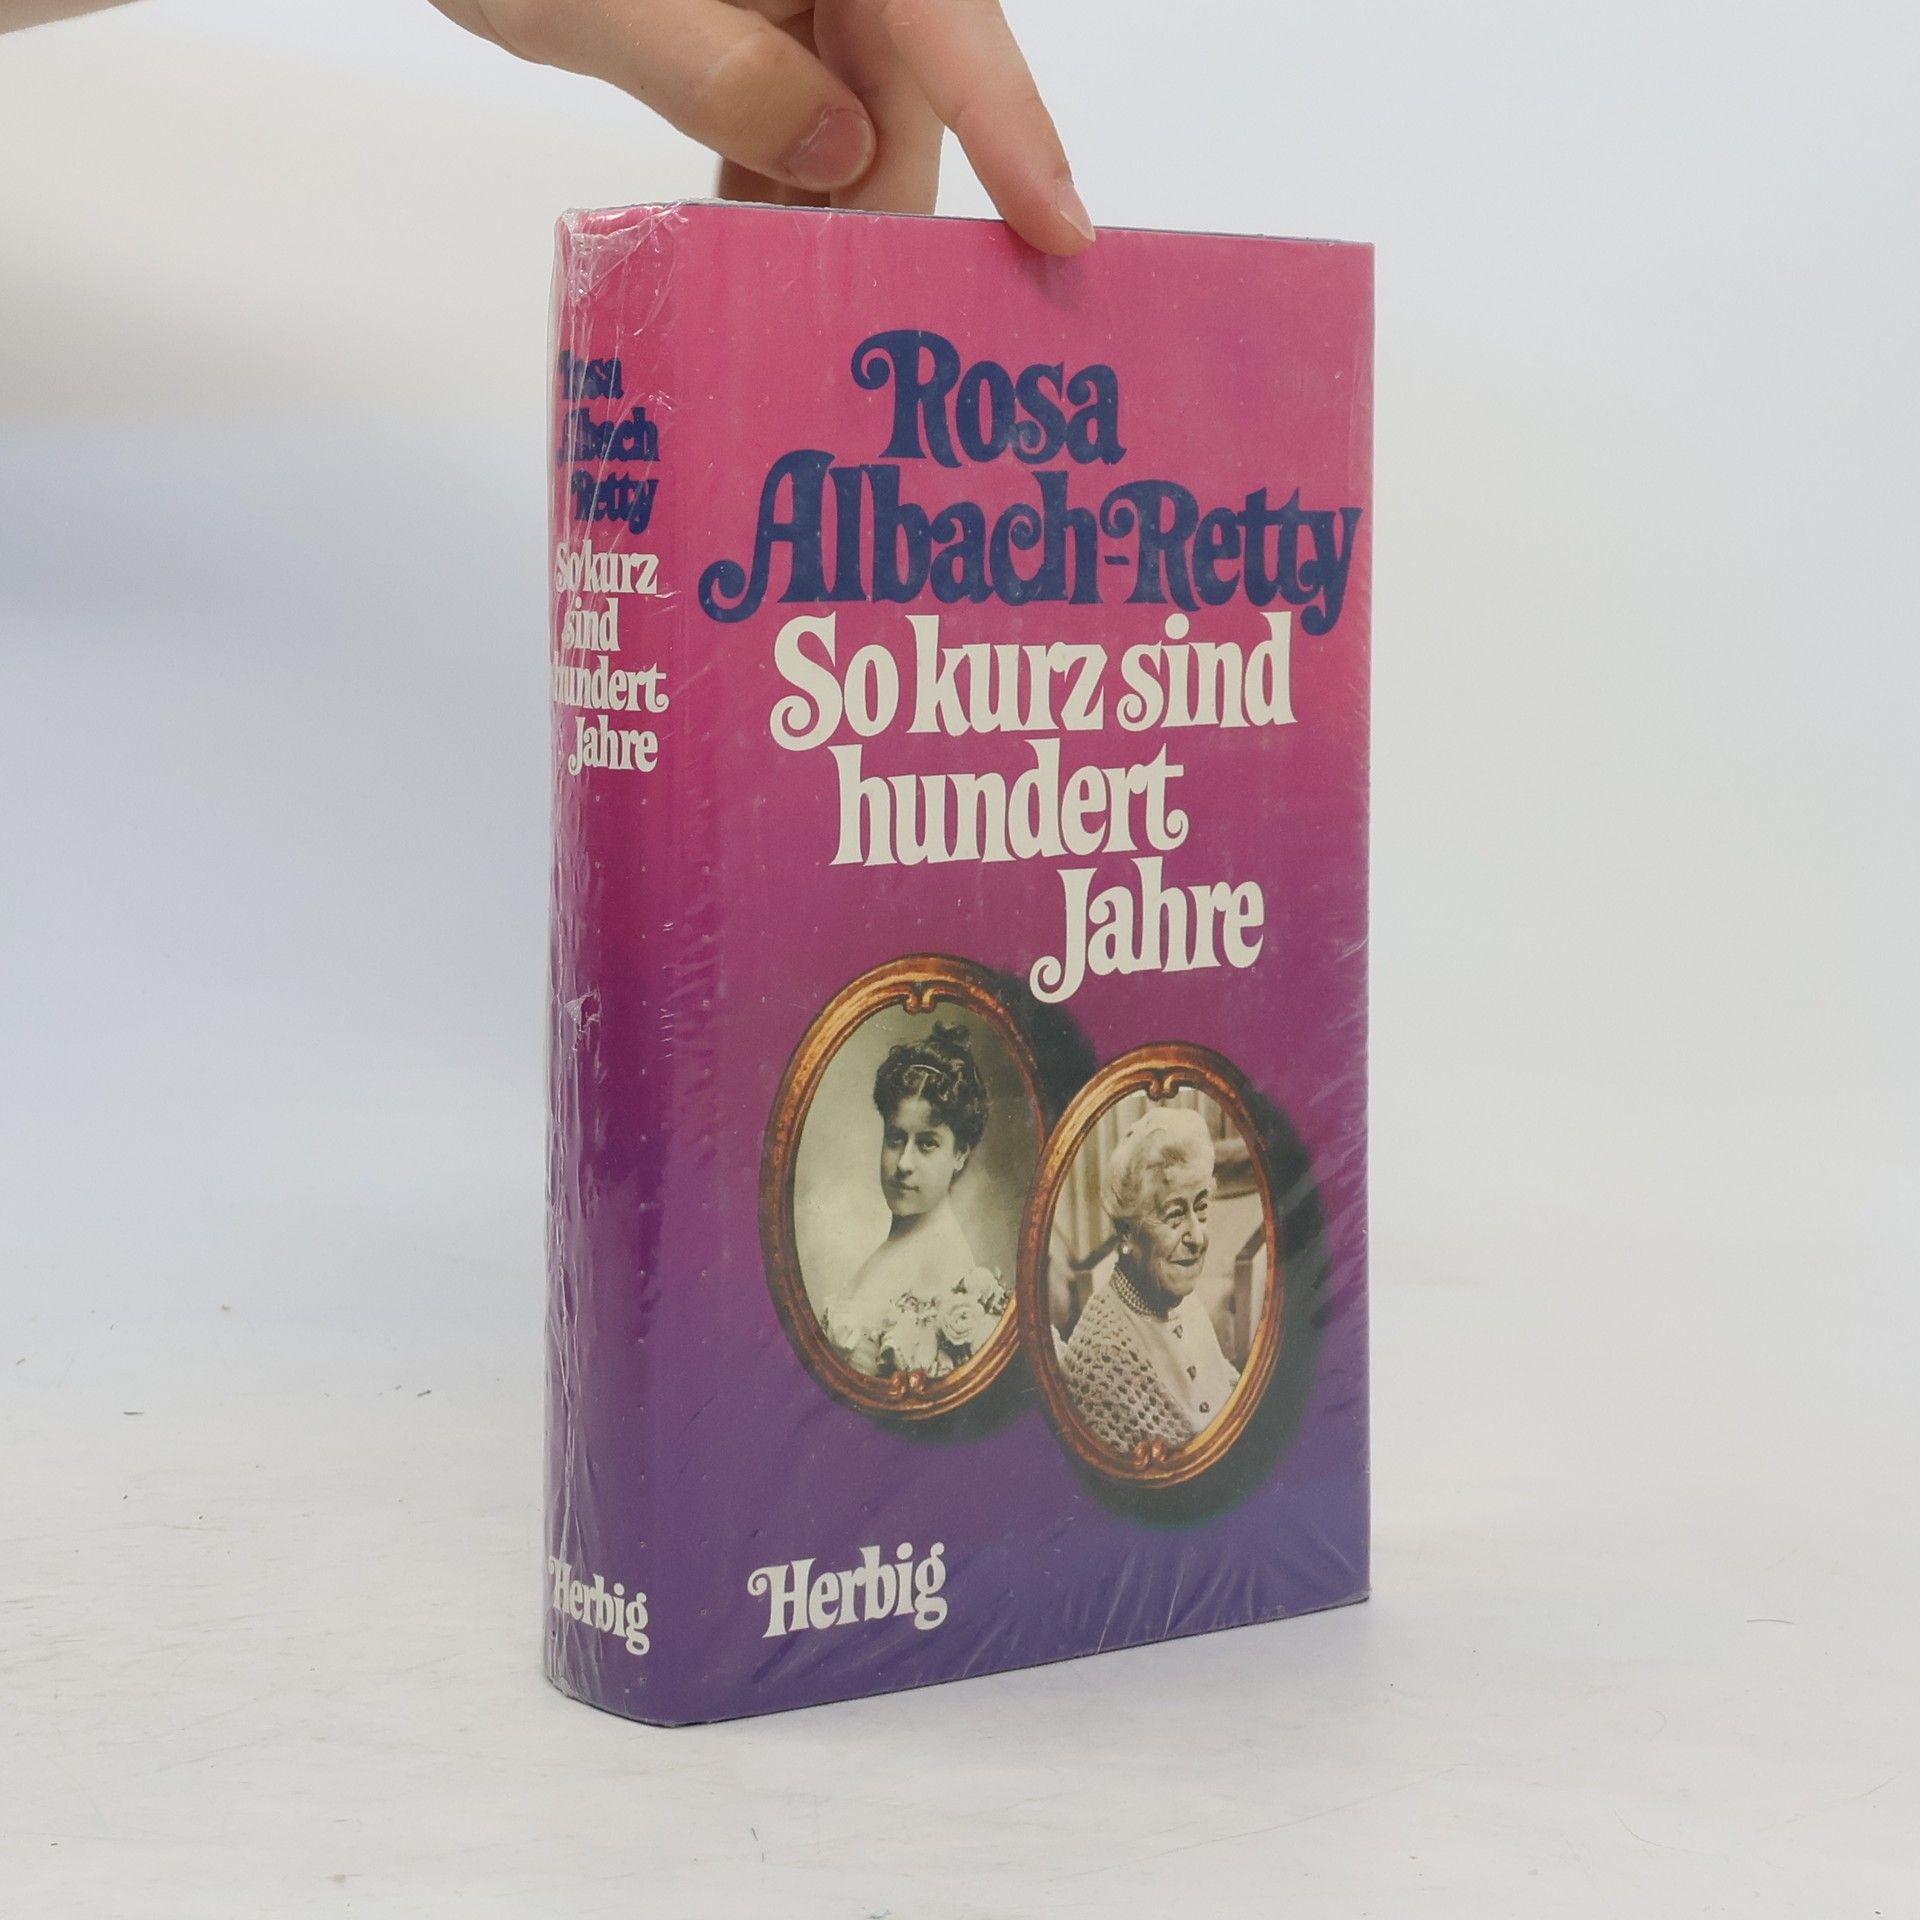 Rosa
Albach
Retty
So kurz
sind
hundert
Jahre
Herbig
Rosa
Albach-Retty
So kurz sind
hundert
Jahre
Herbig